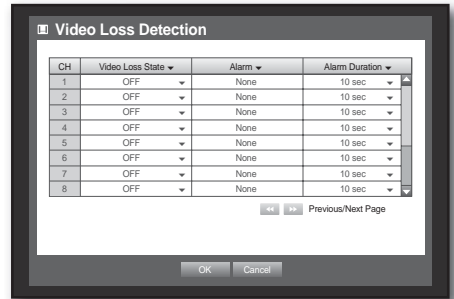 Video Loss Detection
CH Video Loss State Alarm Alarm Duration
1 OFF None 10 sec
2 OFF None 10 sec
3 OFF None 10 sec
4 OFF None 10 sec
5 OFF None 10 sec
6 OFF None 10 sec
7 OFF None 10 sec
8 OFF None 10 sec
Previous/Next Page
OK Cancel